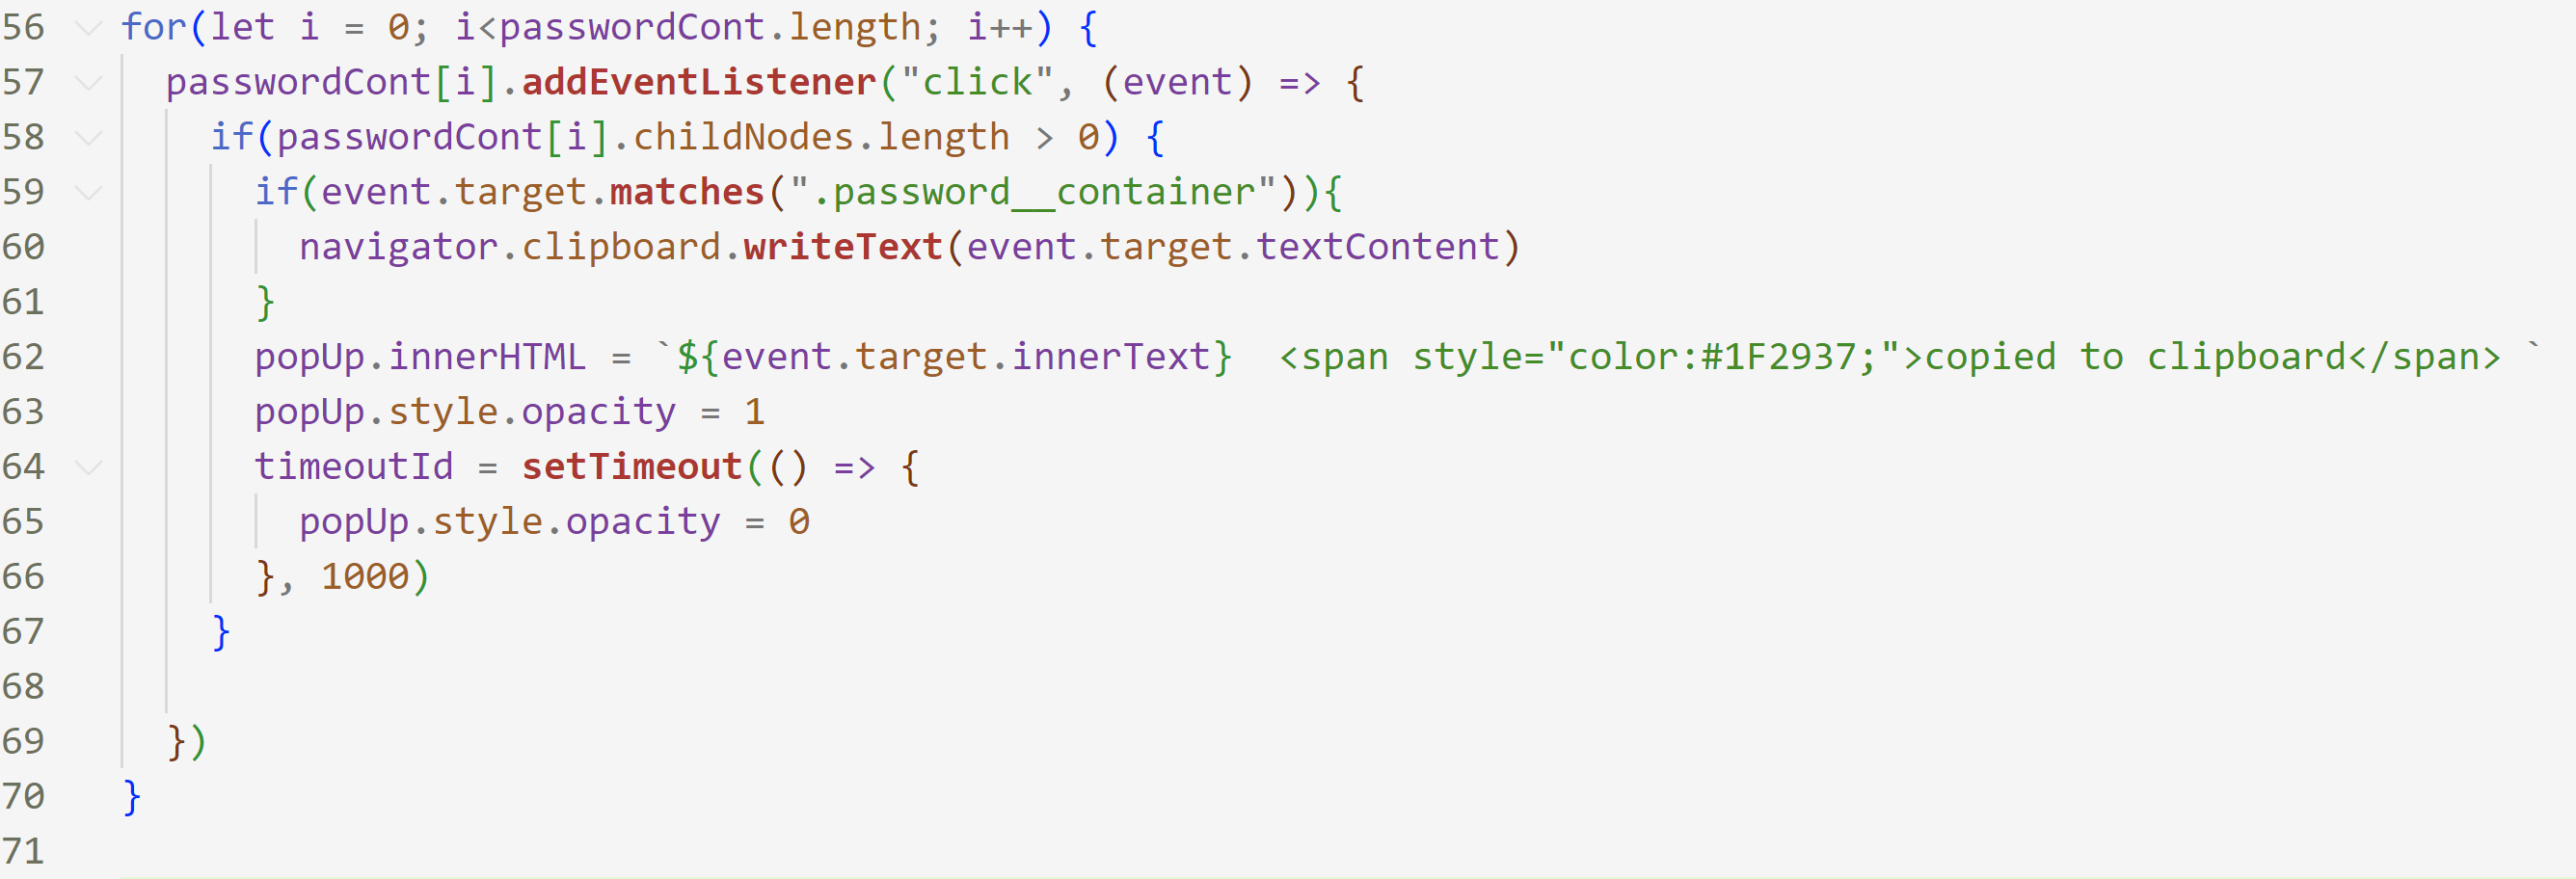 56 for(let i = 0; i<passwordCont.length; i++) {
57   passwordCont[i].addEventListener("click", (event) => {
58     if(passwordCont[i].childNodes.length > 0) {
59       if(event.target.matches(".password__container")){
60         navigator.clipboard.writeText(event.target.textContent)
61       }
62       popUp.innerHTML = `${event.target.innerText}  <span style="color:#1F2937;">copied to clipboard</span> `
63       popUp.style.opacity = 1
64       timeoutId = setTimeout(() => {
65         popUp.style.opacity = 0
66       }, 1000)
67     }
68
69   })
70 }
71